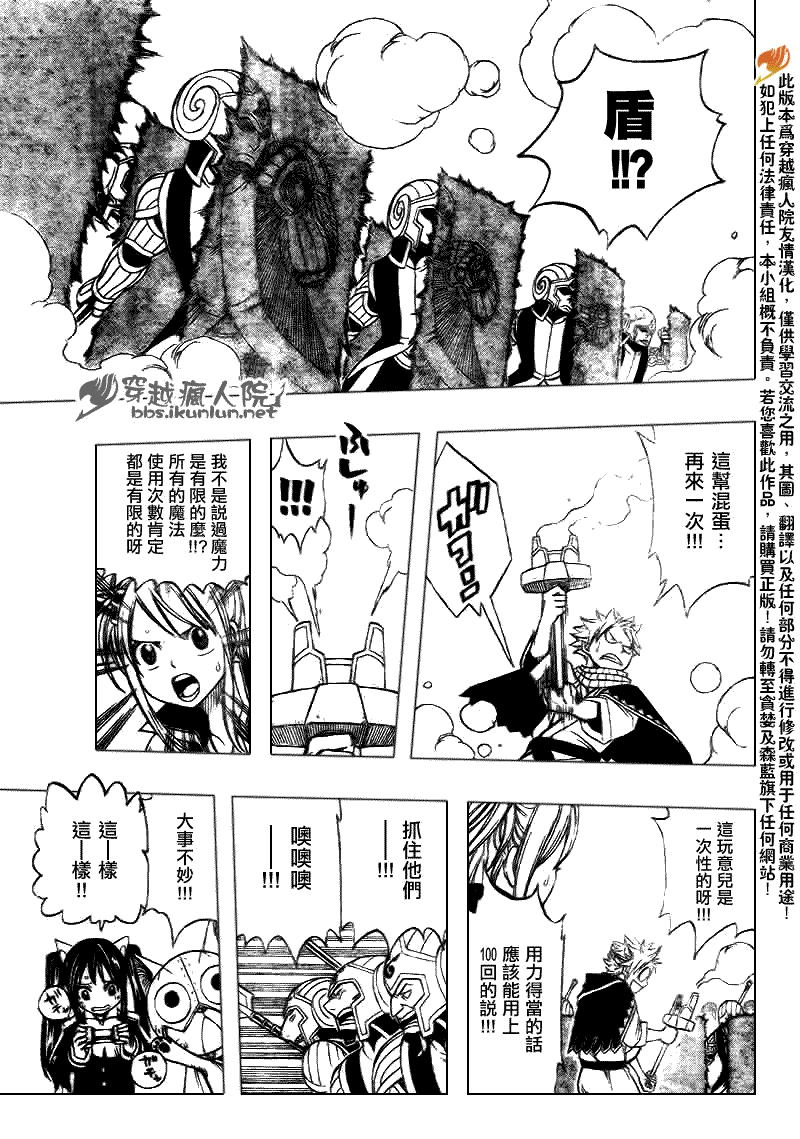 盾
!!?
這幫混蛋…
再來一次!!!
ガコン
ふしゅー
!!!
我不是説過魔力
是有限的麼!!?
所有的魔法
使用次數肯定
都是有限的呀
這玩意兒是
一次性的呀!!!
用力得當的話
應該能用上
100回的説!!!
抓住他們
──!!!
噢噢噢
──!!!
大事不妙!!!
這─樣
這─樣!!
穿越瘋人院
bbs.ikunlun.net
此版本爲穿越瘋人院友情漢化，僅供學習交流之用，其圖、翻譯以及任何部分不得進行修改或用于任何商業用途！
如犯上任何法律責任，本小組概不負責。若您喜歡此作品，請購買正版！請勿轉至貪婪及森藍旗下任何網站！